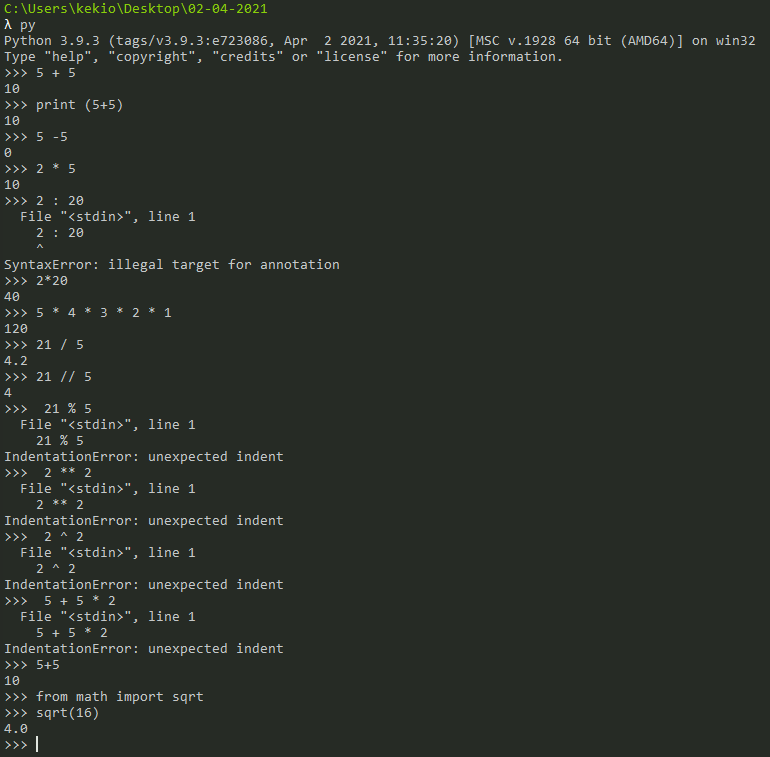 C:\Users\kekio\Desktop\02-04-2021
λ py
Python 3.9.3 (tags/v3.9.3:e723086, Apr  2 2021, 11:35:20) [MSC v.1928 64 bit (AMD64)] on win32
Type "help", "copyright", "credits" or "license" for more information.
>>> 5 + 5
10
>>> print (5+5)
10
>>> 5 -5
0
>>> 2 * 5
10
>>> 2 : 20
  File "<stdin>", line 1
    2 : 20
    ^
SyntaxError: illegal target for annotation
>>> 2*20
40
>>> 5 * 4 * 3 * 2 * 1
120
>>> 21 / 5
4.2
>>> 21 // 5
4
>>>  21 % 5
  File "<stdin>", line 1
    21 % 5
IndentationError: unexpected indent
>>>  2 ** 2
  File "<stdin>", line 1
    2 ** 2
IndentationError: unexpected indent
>>>  2 ^ 2
  File "<stdin>", line 1
    2 ^ 2
IndentationError: unexpected indent
>>>  5 + 5 * 2
  File "<stdin>", line 1
    5 + 5 * 2
IndentationError: unexpected indent
>>> 5+5
10
>>> from math import sqrt
>>> sqrt(16)
4.0
>>>